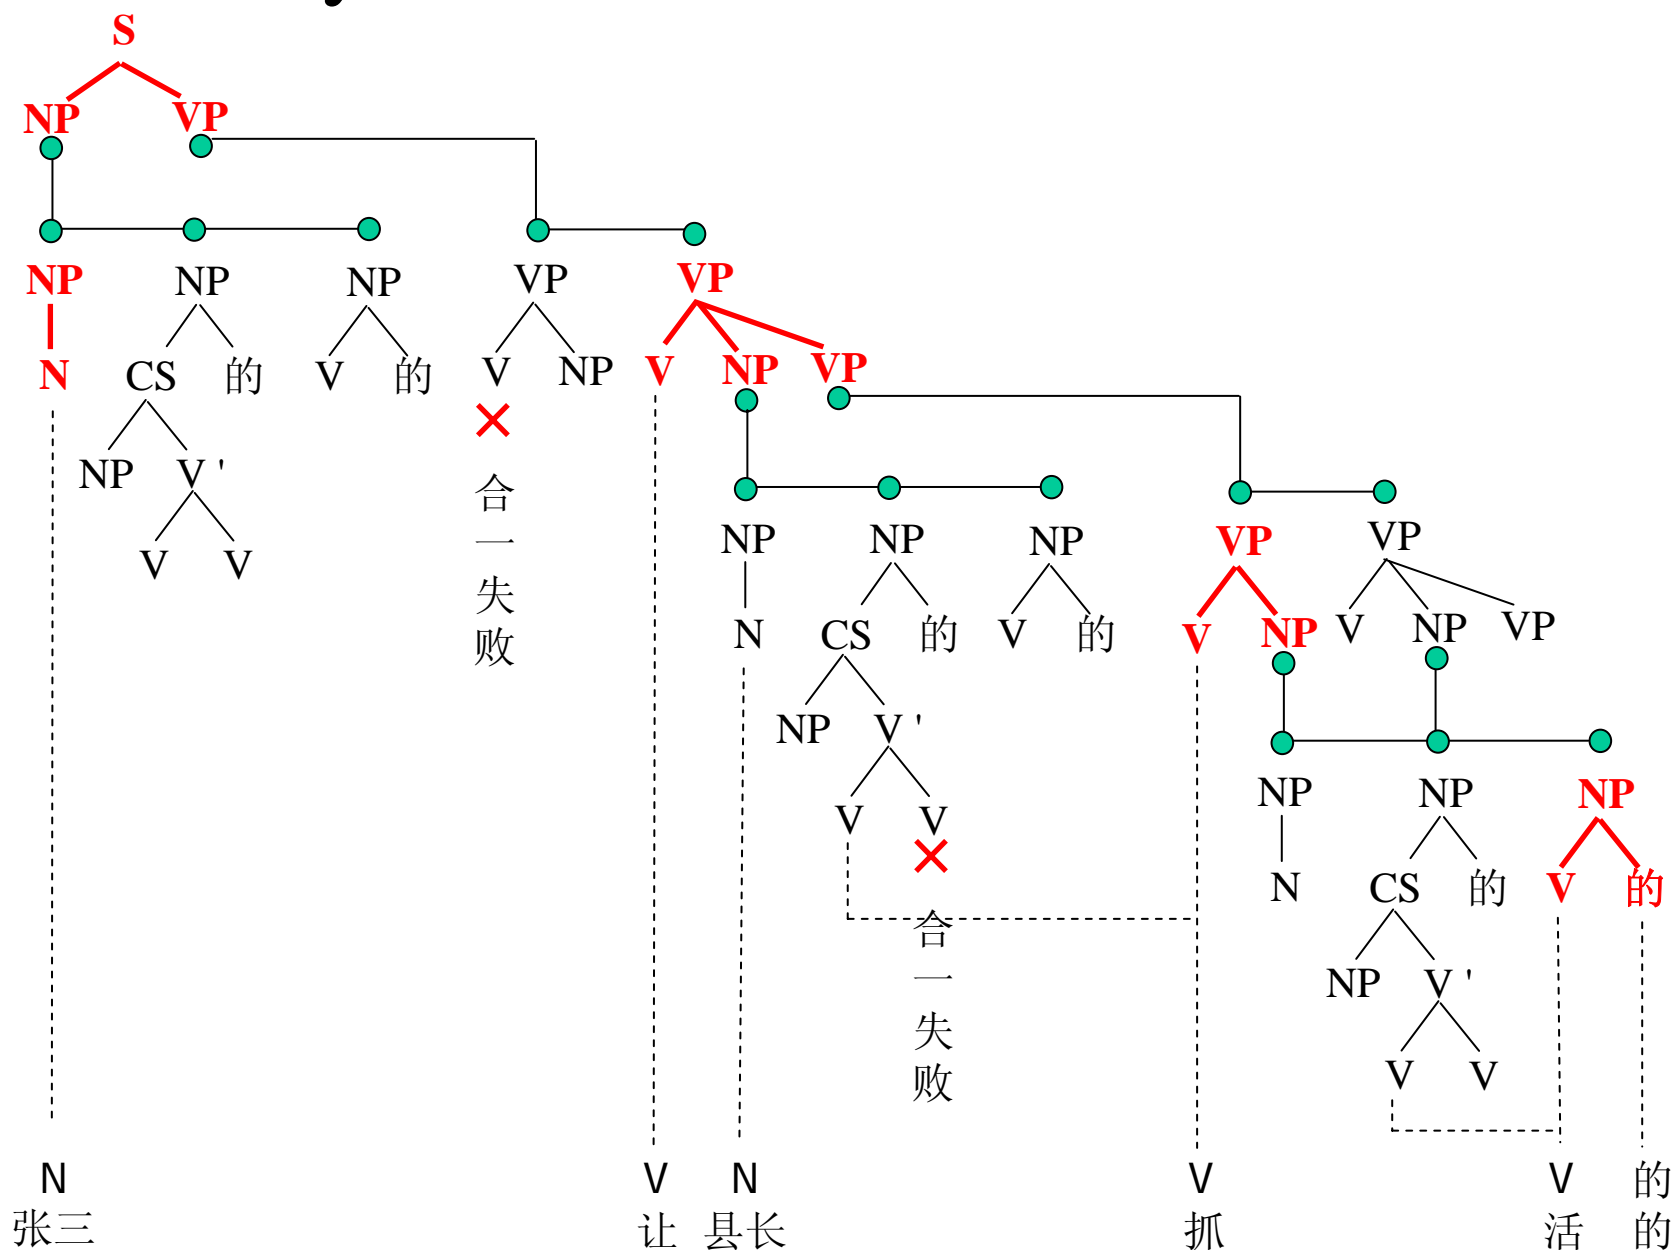 S
NP VP
NP NP NP VP VP
N CS 的 V 的 V NP V NP VP
NP V '
V V
合一失败
NP NP NP VP VP
N CS 的 V 的 V NP V NP VP
NP V '
V V
合一失败
NP NP NP
N CS 的 V 的
NP V '
V V
N V N V V 的
张三 让 县长 抓 活 的